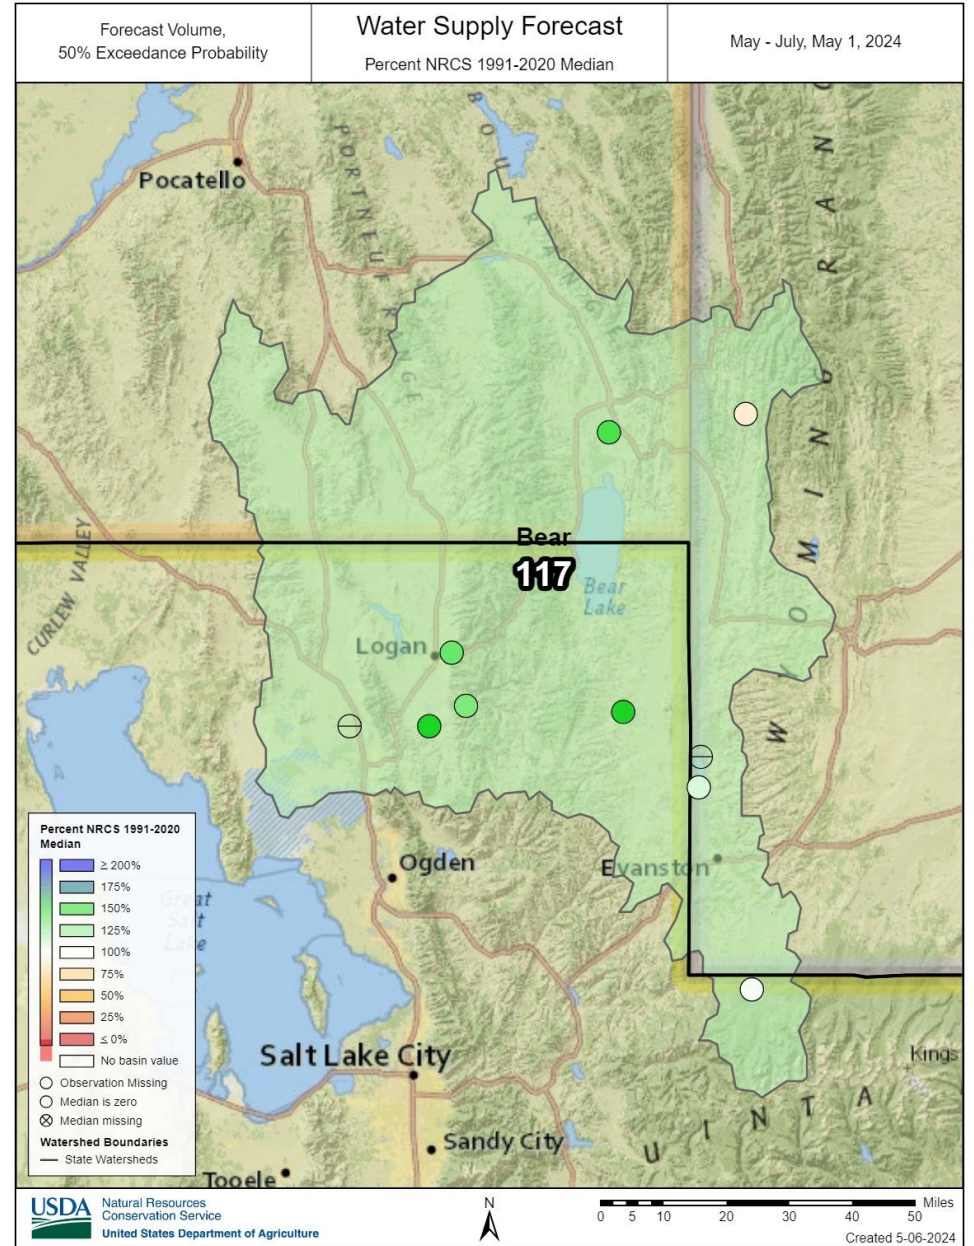 Forecast Volume,
50% Exceedance Probability
Water Supply Forecast
Percent NRCS 1991-2020 Median
May - July, May 1, 2024
Pocatello
PORTNEUF RANGE
RANG
WYOMING
CURLEW VALLEY
Bear
117
Bear
Lake
Logan
Evanston
Ogden
Great
Salt
Lake
Salt Lake City
Sandy City
Tooele
Kings
UINTA
Percent NRCS 1991-2020
Median
≥ 200%
175%
150%
125%
100%
75%
50%
25%
≤ 0%
No basin value
Observation Missing
Median is zero
Median missing
Watershed Boundaries
State Watersheds
USDA
Natural Resources
Conservation Service
United States Department of Agriculture
N
Miles
0 5 10 20 30 40 50
Created 5-06-2024